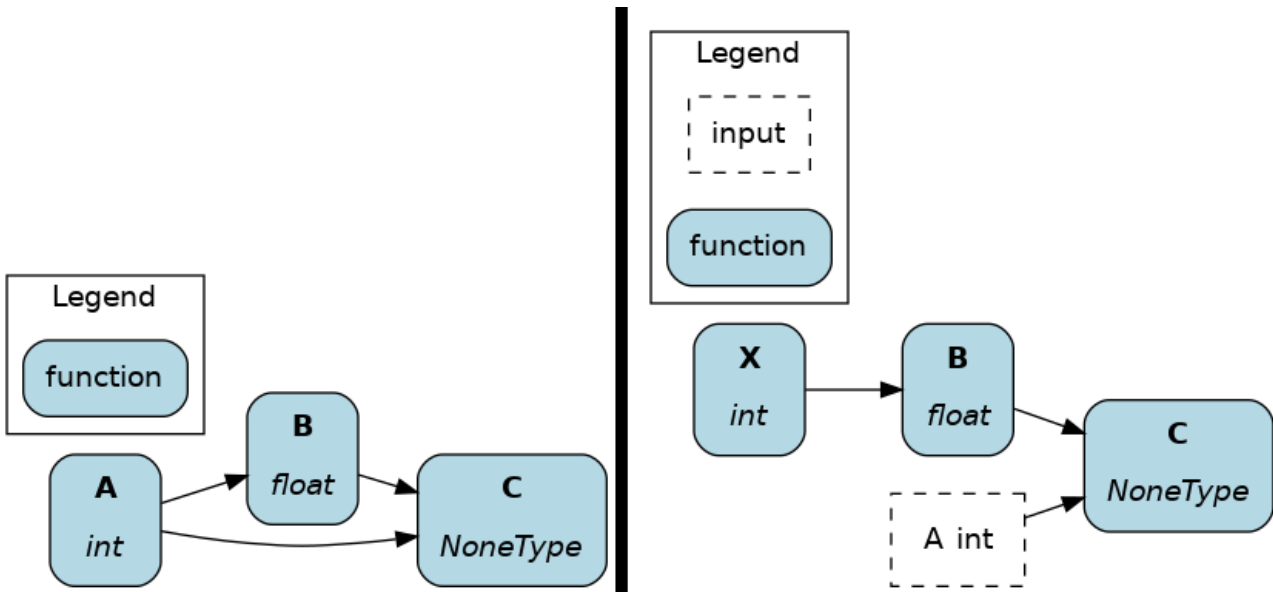 Legend
function
A
int
B
float
C
NoneType
Legend
input
function
X
int
B
float
A int
C
NoneType